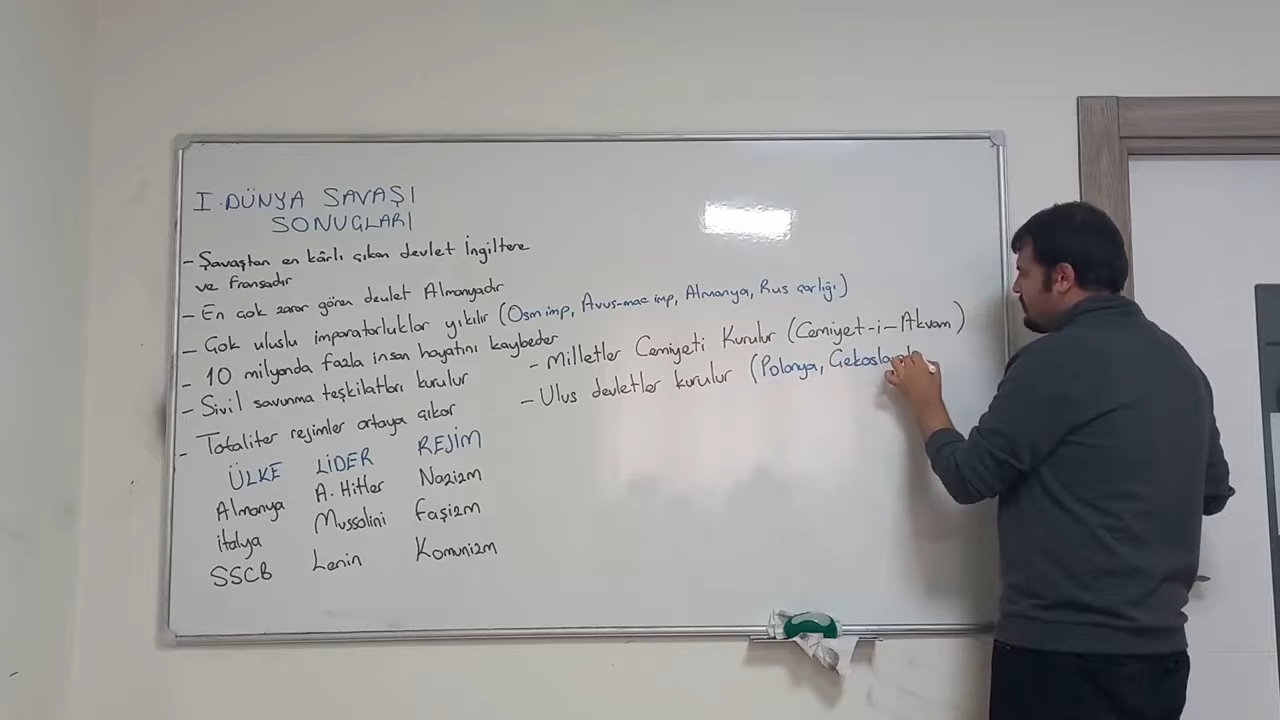 I. DÜNYA SAVAŞI
SONUÇLARI
- Şavaştan en kârlı çıkan devlet İngiltere
ve fransadır
- En çok zarar gören devlet Almanyadır
- Çok uluslu imparatorluklar yıkılır (Osm imp, Avus-mac imp, Almanya, Rus çarlığı)
- 10 milyonda fazla insan hayatını kaybeder
- Sivil savunma teşkilatları kurulur
- Totaliter rejimler ortaya çıkar
ÜLKE LİDER REJİM
Almanya A. Hitler Nazizm
italya Mussolini faşizm
SSCB Lenin Komunizm
- Milletler Cemiyeti Kurulur (Cemiyet-i-Akvam)
- Ulus devletler kurulur (Polonya,